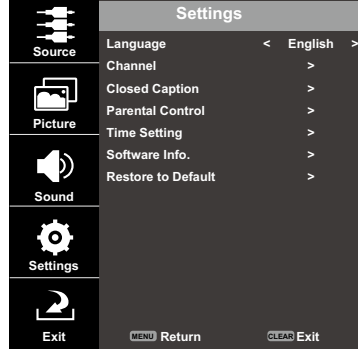 Settings
Source
Language < English >
Channel >
Closed Caption >
Picture
Parental Control >
Time Setting >
Software Info. >
Restore to Default >
Sound
Settings
Exit
MENU Return CLEAR Exit